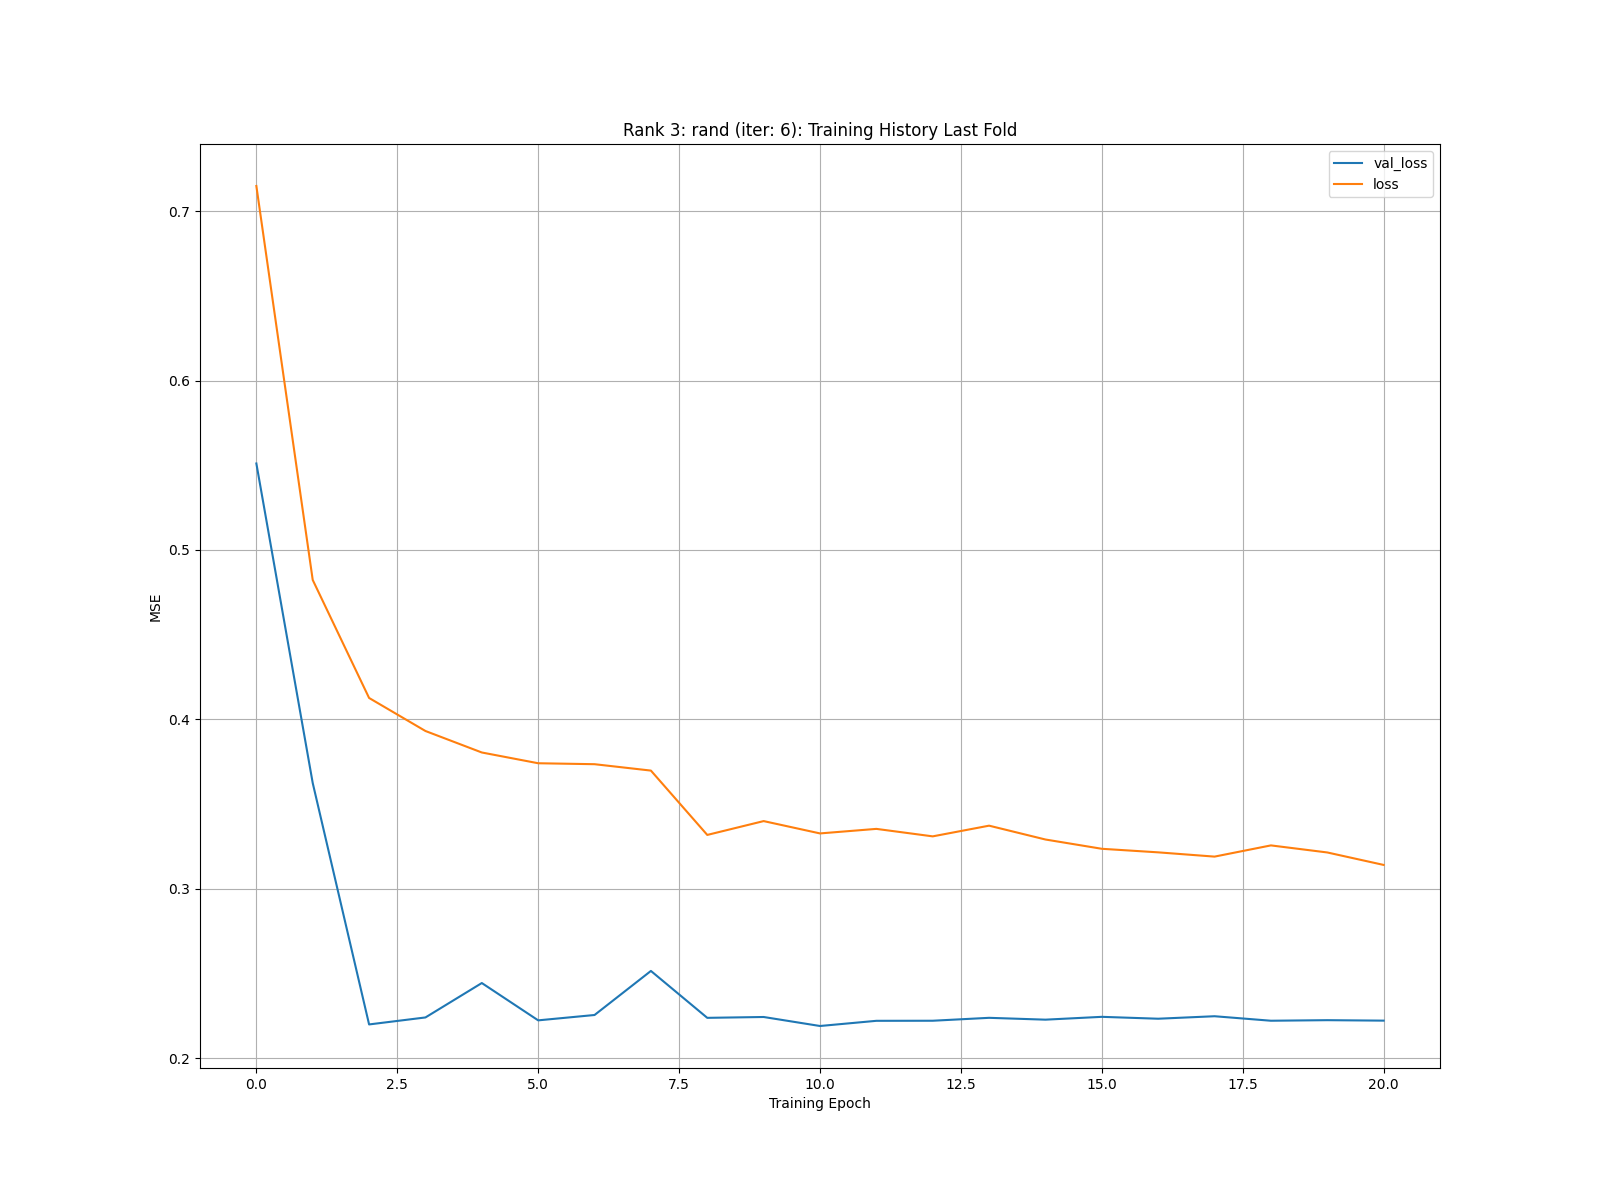 Rank 3: rand (iter: 6): Training History Last Fold
val_loss
loss
0.7
0.6
0.5
0.4
0.3
0.2
MSE
0.0 2.5 5.0 7.5 10.0 12.5 15.0 17.5 20.0
Training Epoch